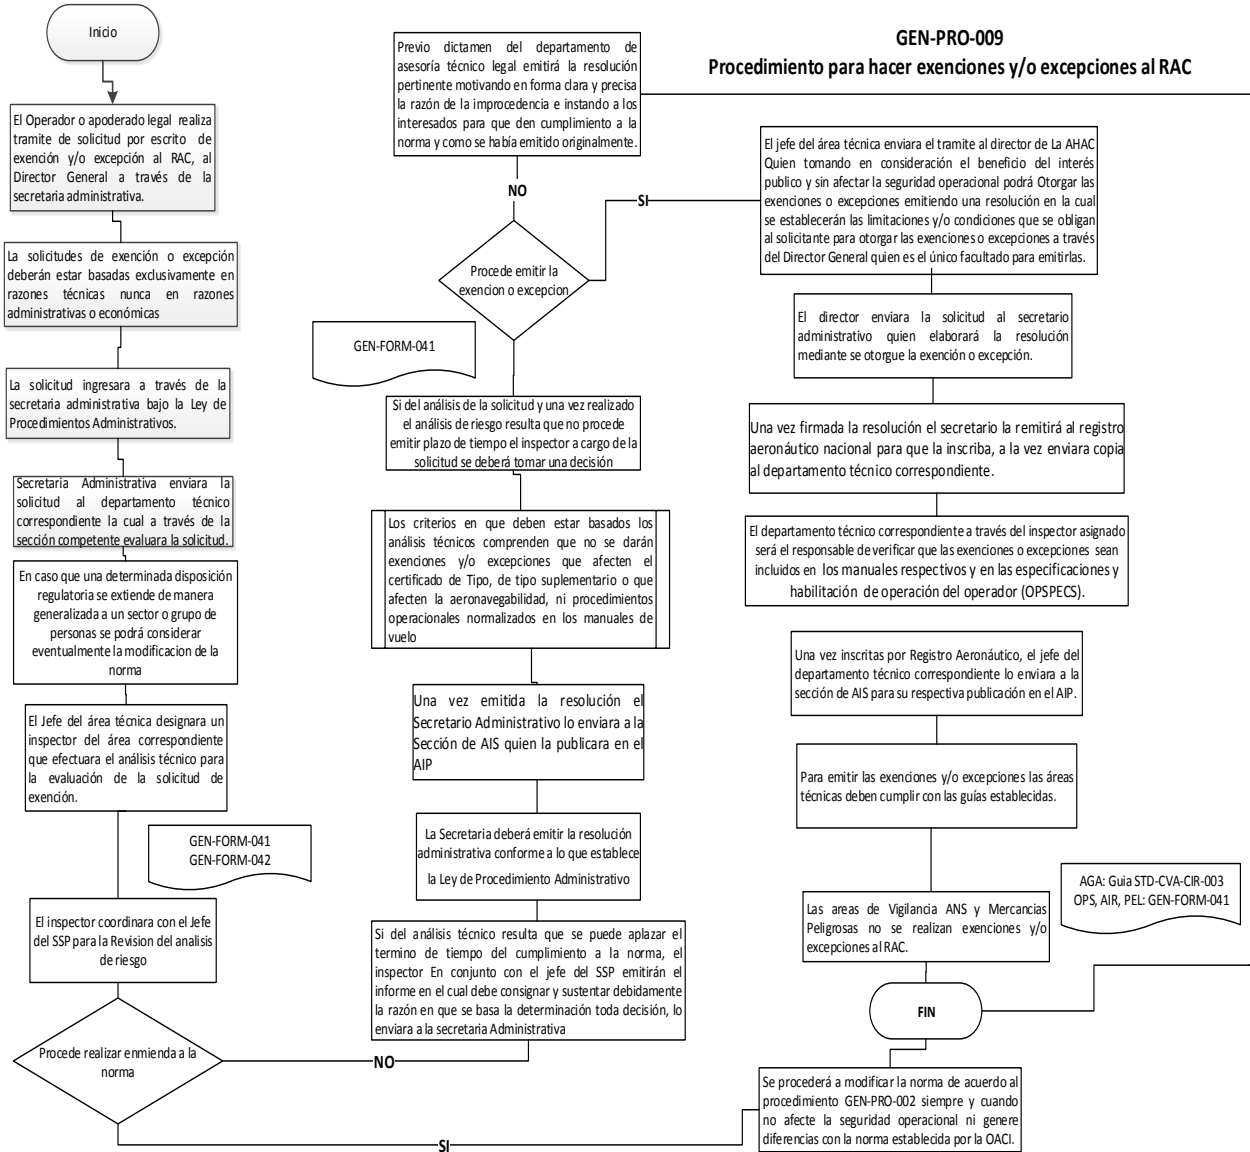 GEN-PRO-009
Procedimiento para hacer exenciones y/o excepciones al RAC
Inicio
El Operador o apoderado legal realiza
tramite de solicitud por escrito de
exención y/o excepción al RAC, al
Director General a través de la
secretaria administrativa.
La solicitudes de exención o excepción
deberán estar basadas exclusivamente en
razones técnicas nunca en razones
administrativas o económicas
La solicitud ingresara a través de la
secretaria administrativa bajo la Ley de
Procedimientos Administrativos.
Secretaria Administrativa enviara la
solicitud al departamento técnico
correspondiente la cual a través de la
sección competente evaluara la solicitud.
En caso que una determinada disposición
regulatoria se extiende de manera
generalizada a un sector o grupo de
personas se podrá considerar
eventualmente la modificacion de la
norma
El Jefe del área técnica designara un
inspector del área correspondiente
que efectuara el análisis técnico para
la evaluación de la solicitud de
exención.
GEN-FORM-041
GEN-FORM-042
El inspector coordinara con el Jefe
del SSP para la Revision del analisis
de riesgo
Procede realizar enmienda a la
norma
NO
SI
Previo dictamen del departamento de
asesoría técnico legal emitirá la resolución
pertinente motivando en forma clara y precisa
la razón de la improcedencia e instando a los
interesados para que den cumplimiento a la
norma y como se había emitido originalmente.
NO
SI
Procede emitir la
exencion o excepcion
GEN-FORM-041
Si del análisis de la solicitud y una vez realizado
el análisis de riesgo resulta que no procede
emitir plazo de tiempo el inspector a cargo de la
solicitud se deberá tomar una decisión
Los criterios en que deben estar basados los
análisis técnicos comprenden que no se darán
exenciones y/o excepciones que afecten el
certificado de Tipo, de tipo suplementario o que
afecten la aeronavegabilidad, ni procedimientos
operacionales normalizados en los manuales de
vuelo
Una vez emitida la resolución el
Secretario Administrativo lo enviara a la
Sección de AIS quien la publicara en el
AIP
La Secretaria deberá emitir la resolución
administrativa conforme a lo que establece
la Ley de Procedimiento Administrativo
Si del análisis técnico resulta que se puede aplazar el
termino de tiempo del cumplimiento a la norma, el
inspector En conjunto con el jefe del SSP emitirán el
informe en el cual debe consignar y sustentar debidamente
la razón en que se basa la determinación toda decisión, lo
enviara a la secretaria Administrativa
El jefe del área técnica enviara el tramite al director de La AHAC
Quien tomando en consideración el beneficio del interés
publico y sin afectar la seguridad operacional podrá Otorgar las
exenciones o excepciones emitiendo una resolución en la cual
se establecerán las limitaciones y/o condiciones que se obligan
al solicitante para otorgar las exenciones o excepciones a través
del Director General quien es el único facultado para emitirlas.
El director enviara la solicitud al secretario
administrativo quien elaborará la resolución
mediante se otorgue la exención o excepción.
Una vez firmada la resolución el secretario la remitirá al registro
aeronáutico nacional para que la inscriba, a la vez enviara copia
al departamento técnico correspondiente.
El departamento técnico correspondiente a través del inspector asignado
será el responsable de verificar que las exenciones o excepciones sean
incluidos en los manuales respectivos y en las especificaciones y
habilitación de operación del operador (OPSPECS).
Una vez inscritas por Registro Aeronáutico, el jefe del
departamento técnico correspondiente lo enviara a la
sección de AIS para su respectiva publicación en el AIP.
Para emitir las exenciones y/o excepciones las áreas
técnicas deben cumplir con las guías establecidas.
AGA: Guia STD-CVA-CIR-003
OPS, AIR, PEL: GEN-FORM-041
Las areas de Vigilancia ANS y Mercancias
Peligrosas no se realizan exenciones y/o
excepciones al RAC.
FIN
Se procederá a modificar la norma de acuerdo al
procedimiento GEN-PRO-002 siempre y cuando
no afecte la seguridad operacional ni genere
diferencias con la norma establecida por la OACI.